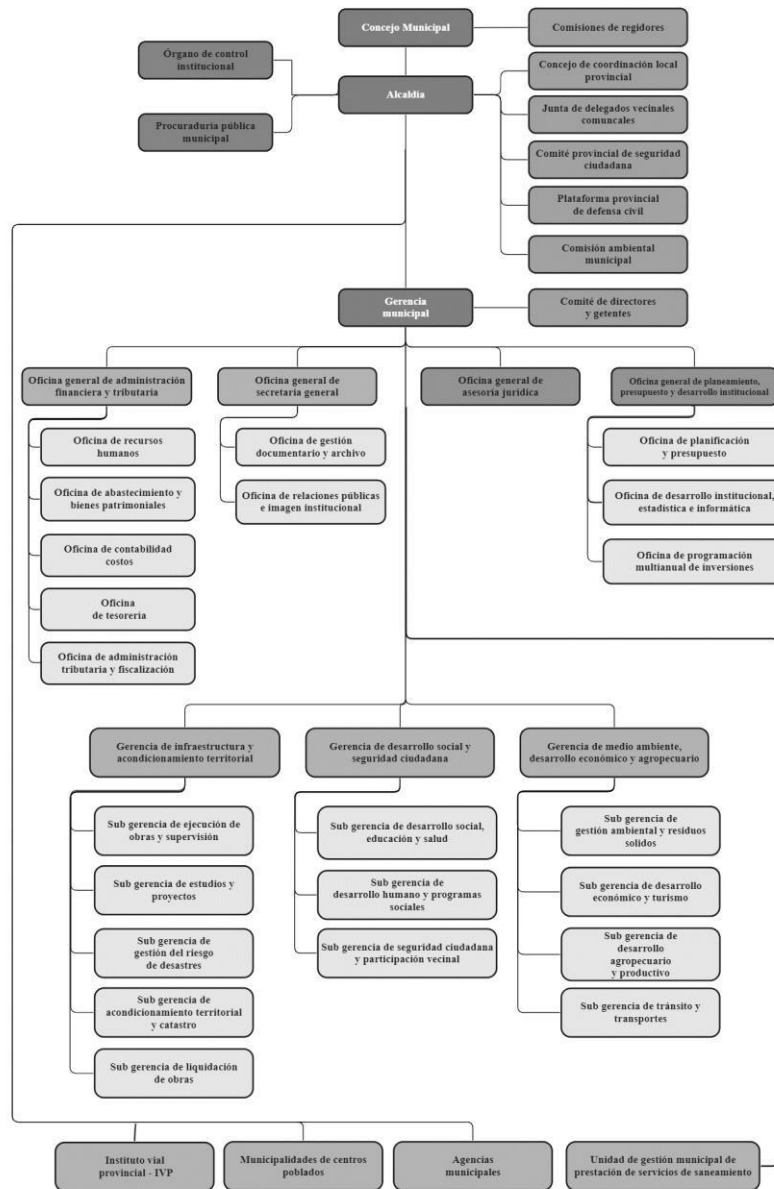 Concejo Municipal
Comisiones de regidores
Órgano de control
institucional
Concejo de coordinación local
provincial
Alcaldía
Junta de delegados vecinales
comuncales
Procuraduría pública
municipal
Comité provincial de seguridad
ciudadana
Plataforma provincial
de defensa civil
Comisión ambiental
municipal
Gerencia
municipal
Comité de directores
y getentes
Oficina general de administración
financiera y tributaria
Oficina general de
secretaría general
Oficina general de
asesoría jurídica
Oficina general de planeamiento,
presupuesto y desarrollo institucional
Oficina de recursos
humanos
Oficina de abastecimiento y
bienes patrimoniales
Oficina de contabilidad
costos
Oficina
de tesorería
Oficina de administración
tributaria y fiscalización
Oficina de gestión
documentario y archivo
Oficina de relaciones públicas
e imagen institucional
Oficina de planificación
y presupuesto
Oficina de desarrollo institucional,
estadística e informática
Oficina de programación
multianual de inversiones
Gerencia de infraestructura y
acondicionamiento territorial
Gerencia de desarrollo social y
seguridad ciudadana
Gerencia de medio ambiente,
desarrollo económico y agropecuario
Sub gerencia de ejecución de
obras y supervisión
Sub gerencia de estudios y
proyectos
Sub gerencia de
gestión del riesgo
de desastres
Sub gerencia de
acondicionamiento territorial
y catastro
Sub gerencia de liquidación
de obras
Sub gerencia de desarrollo social,
educación y salud
Sub gerencia de
desarrollo humano y programas
sociales
Sub gerencia de seguridad ciudadana
y participación vecinal
Sub gerencia de
gestión ambiental y residuos
solidos
Sub gerencia de desarrollo
económico y turismo
Sub gerencia de
desarrollo
agropecuario
y productivo
Sub gerencia de tránsito y
transportes
Instituto vial
provincial - IVP
Municipalidades de centros
poblados
Agencias
municipales
Unidad de gestión municipal de
prestación de servicios de saneamiento